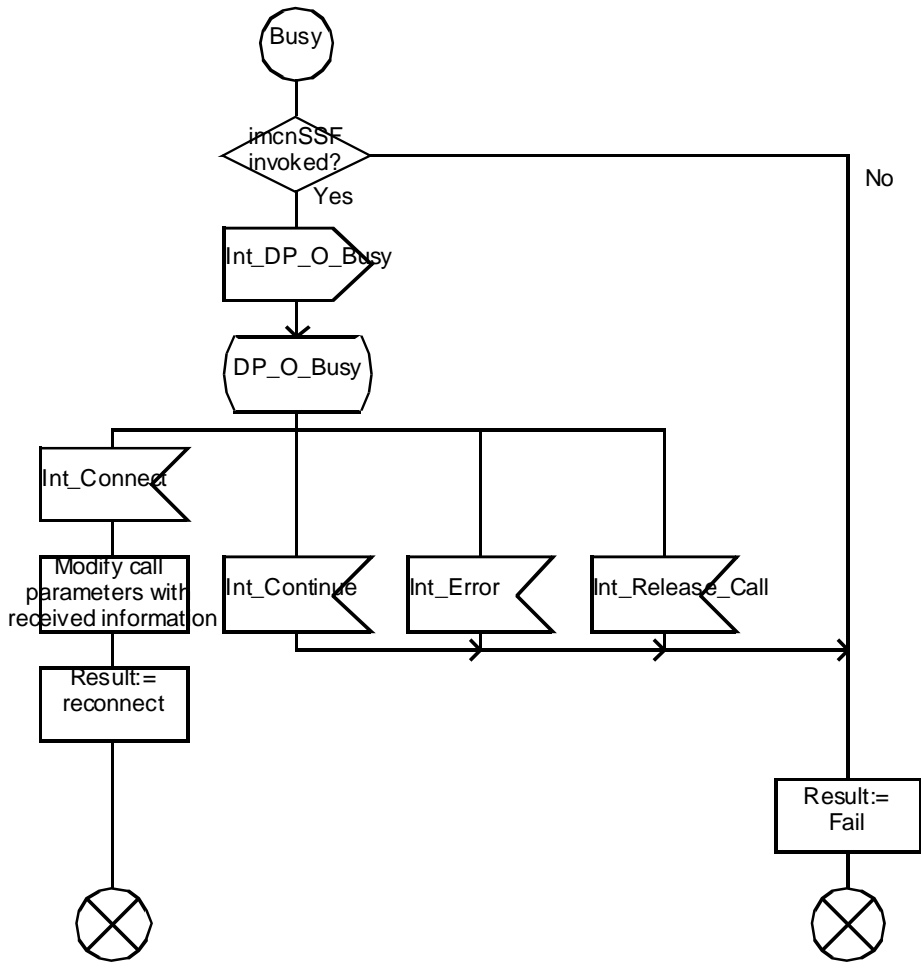 Busy
imcnSSF
invoked?
No
Yes
Int_DP_O_Busy
DP_O_Busy
Int_Connect
Modify call
parameters with
received information
Int_Continue
Int_Error
Int_Release_Call
Result:=
reconnect
Result:=
Fail